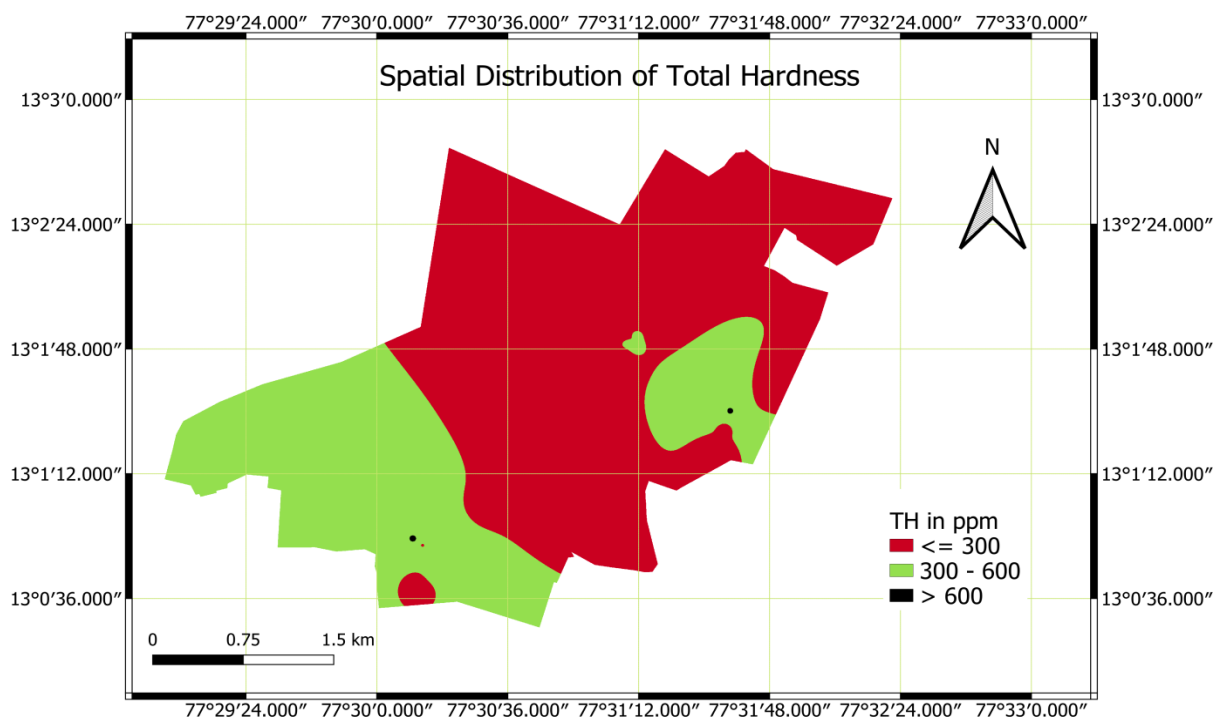 77°29′24.000″ 77°30′0.000″ 77°30′36.000″ 77°31′12.000″ 77°31′48.000″ 77°32′24.000″ 77°33′0.000″
Spatial Distribution of Total Hardness
13°3′0.000″ 13°3′0.000″
N
13°2′24.000″ 13°2′24.000″
13°1′48.000″ 13°1′48.000″
13°1′12.000″ 13°1′12.000″
TH in ppm
<= 300
300 - 600
> 600
13°0′36.000″ 13°0′36.000″
0 0.75 1.5 km
77°29′24.000″ 77°30′0.000″ 77°30′36.000″ 77°31′12.000″ 77°31′48.000″ 77°32′24.000″ 77°33′0.000″